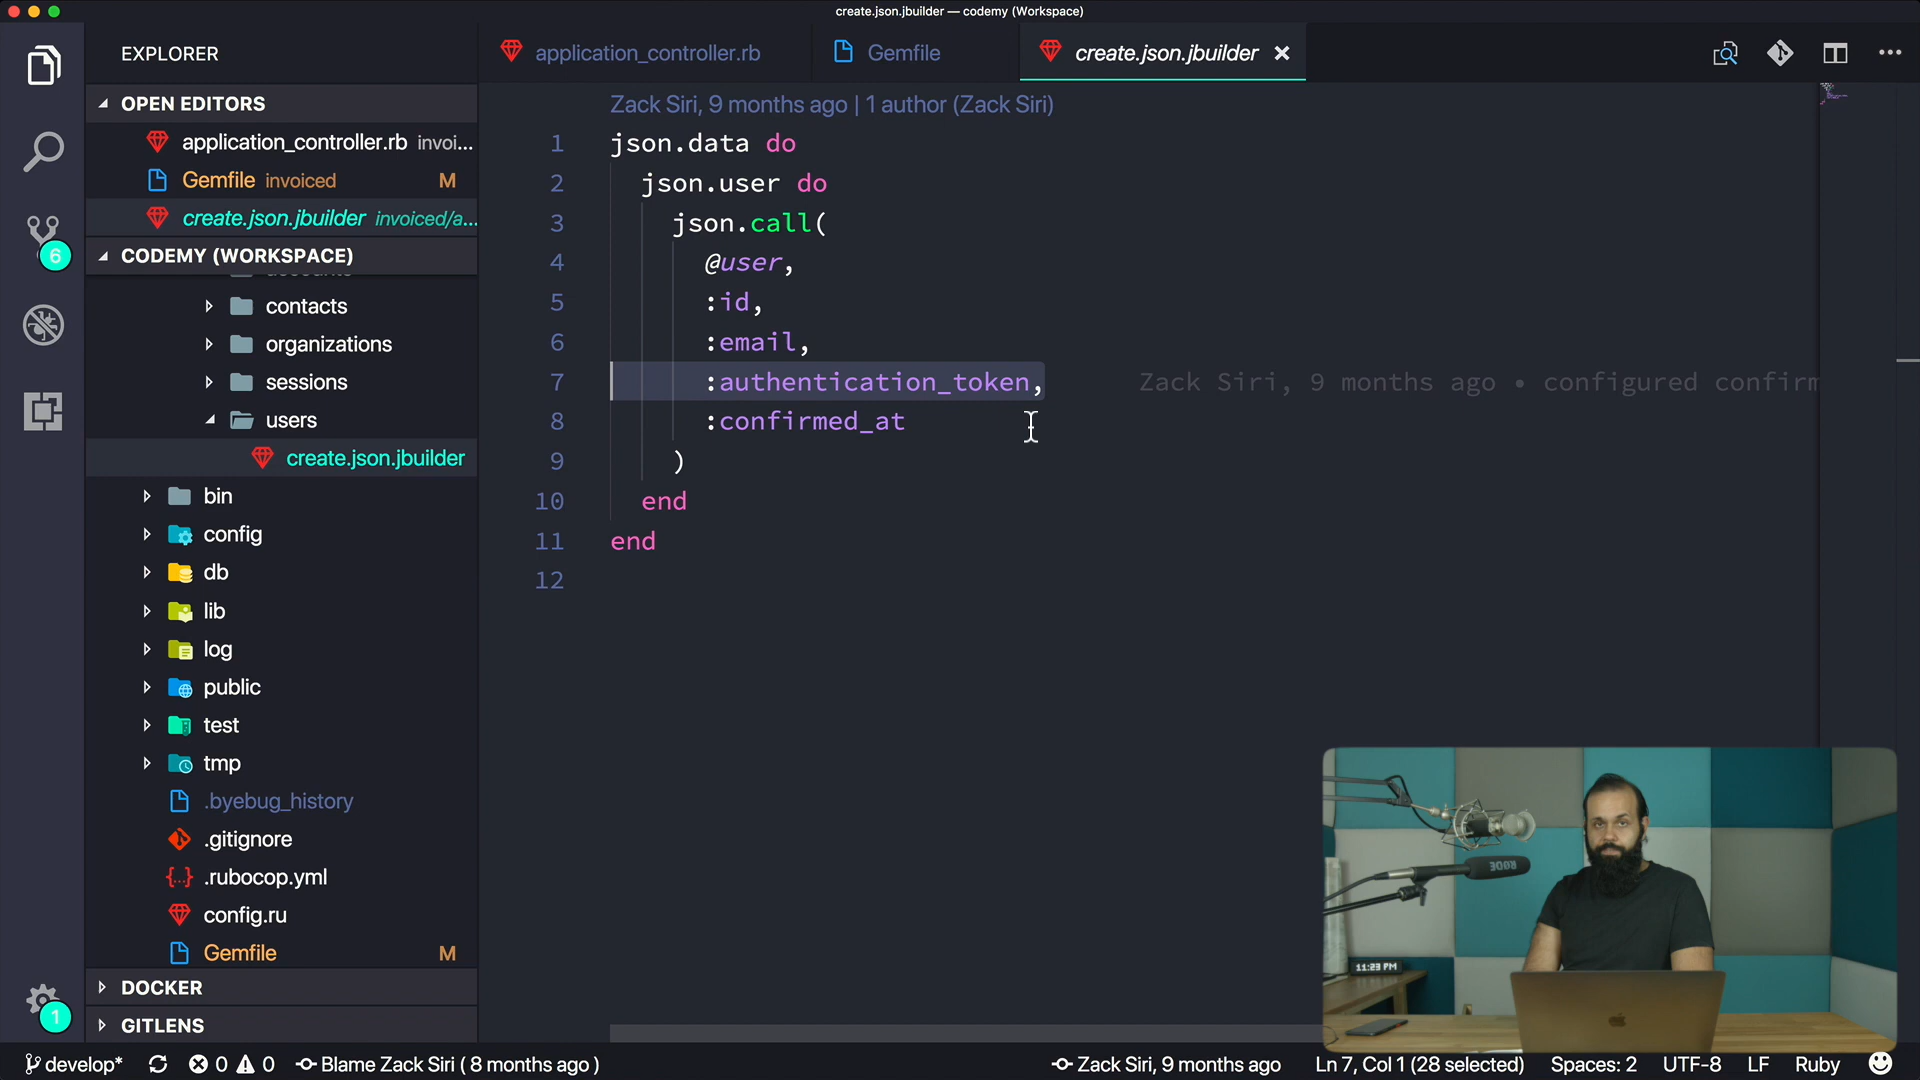 create.json.jbuilder — codemy (Workspace)
EXPLORER
OPEN EDITORS
application_controller.rb invoi...
Gemfile invoiced M
create.json.jbuilder invoiced/a...
6
CODEMY (WORKSPACE)
contacts
organizations
sessions
users
create.json.jbuilder
bin
config
db
lib
log
public
test
tmp
.byebug_history
.gitignore
.rubocop.yml
config.ru
Gemfile M
DOCKER
GITLENS
1
application_controller.rb
Gemfile
create.json.jbuilder
Zack Siri, 9 months ago | 1 author (Zack Siri)
1 json.data do
2 json.user do
3 json.call(
4 @user,
5 :id,
6 :email,
7 :authentication_token, Zack Siri, 9 months ago • configured confirm
8 :confirmed_at
9 )
10 end
11 end
12
RØDE
11:23 PM
develop* 0 0 Blame Zack Siri ( 8 months ago ) Zack Siri, 9 months ago Ln 7, Col 1 (28 selected) Spaces: 2 UTF-8 LF Ruby